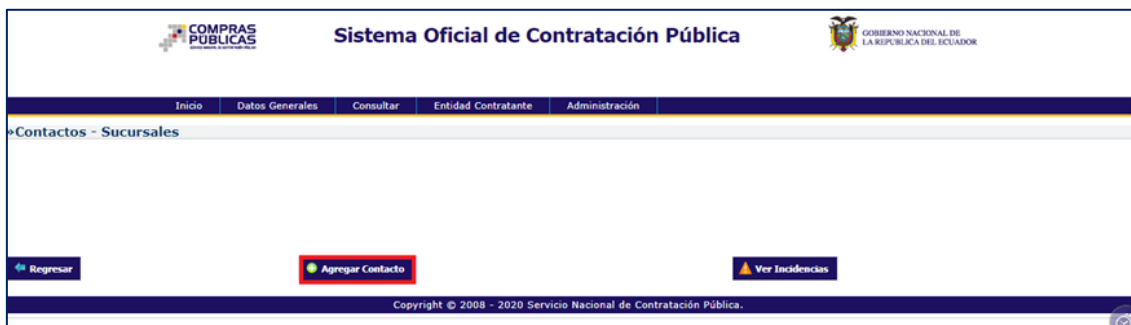 COMPRAS
PÚBLICAS
Sistema Oficial de Contratación Pública
GOBIERNO NACIONAL DE
LA REPUBLICA DEL ECUADOR
Inicio Datos Generales Consultar Entidad Contratante Administración
»Contactos - Sucursales
Regresar Agregar Contacto Ver Incidencias
Copyright © 2008 - 2020 Servicio Nacional de Contratación Pública.